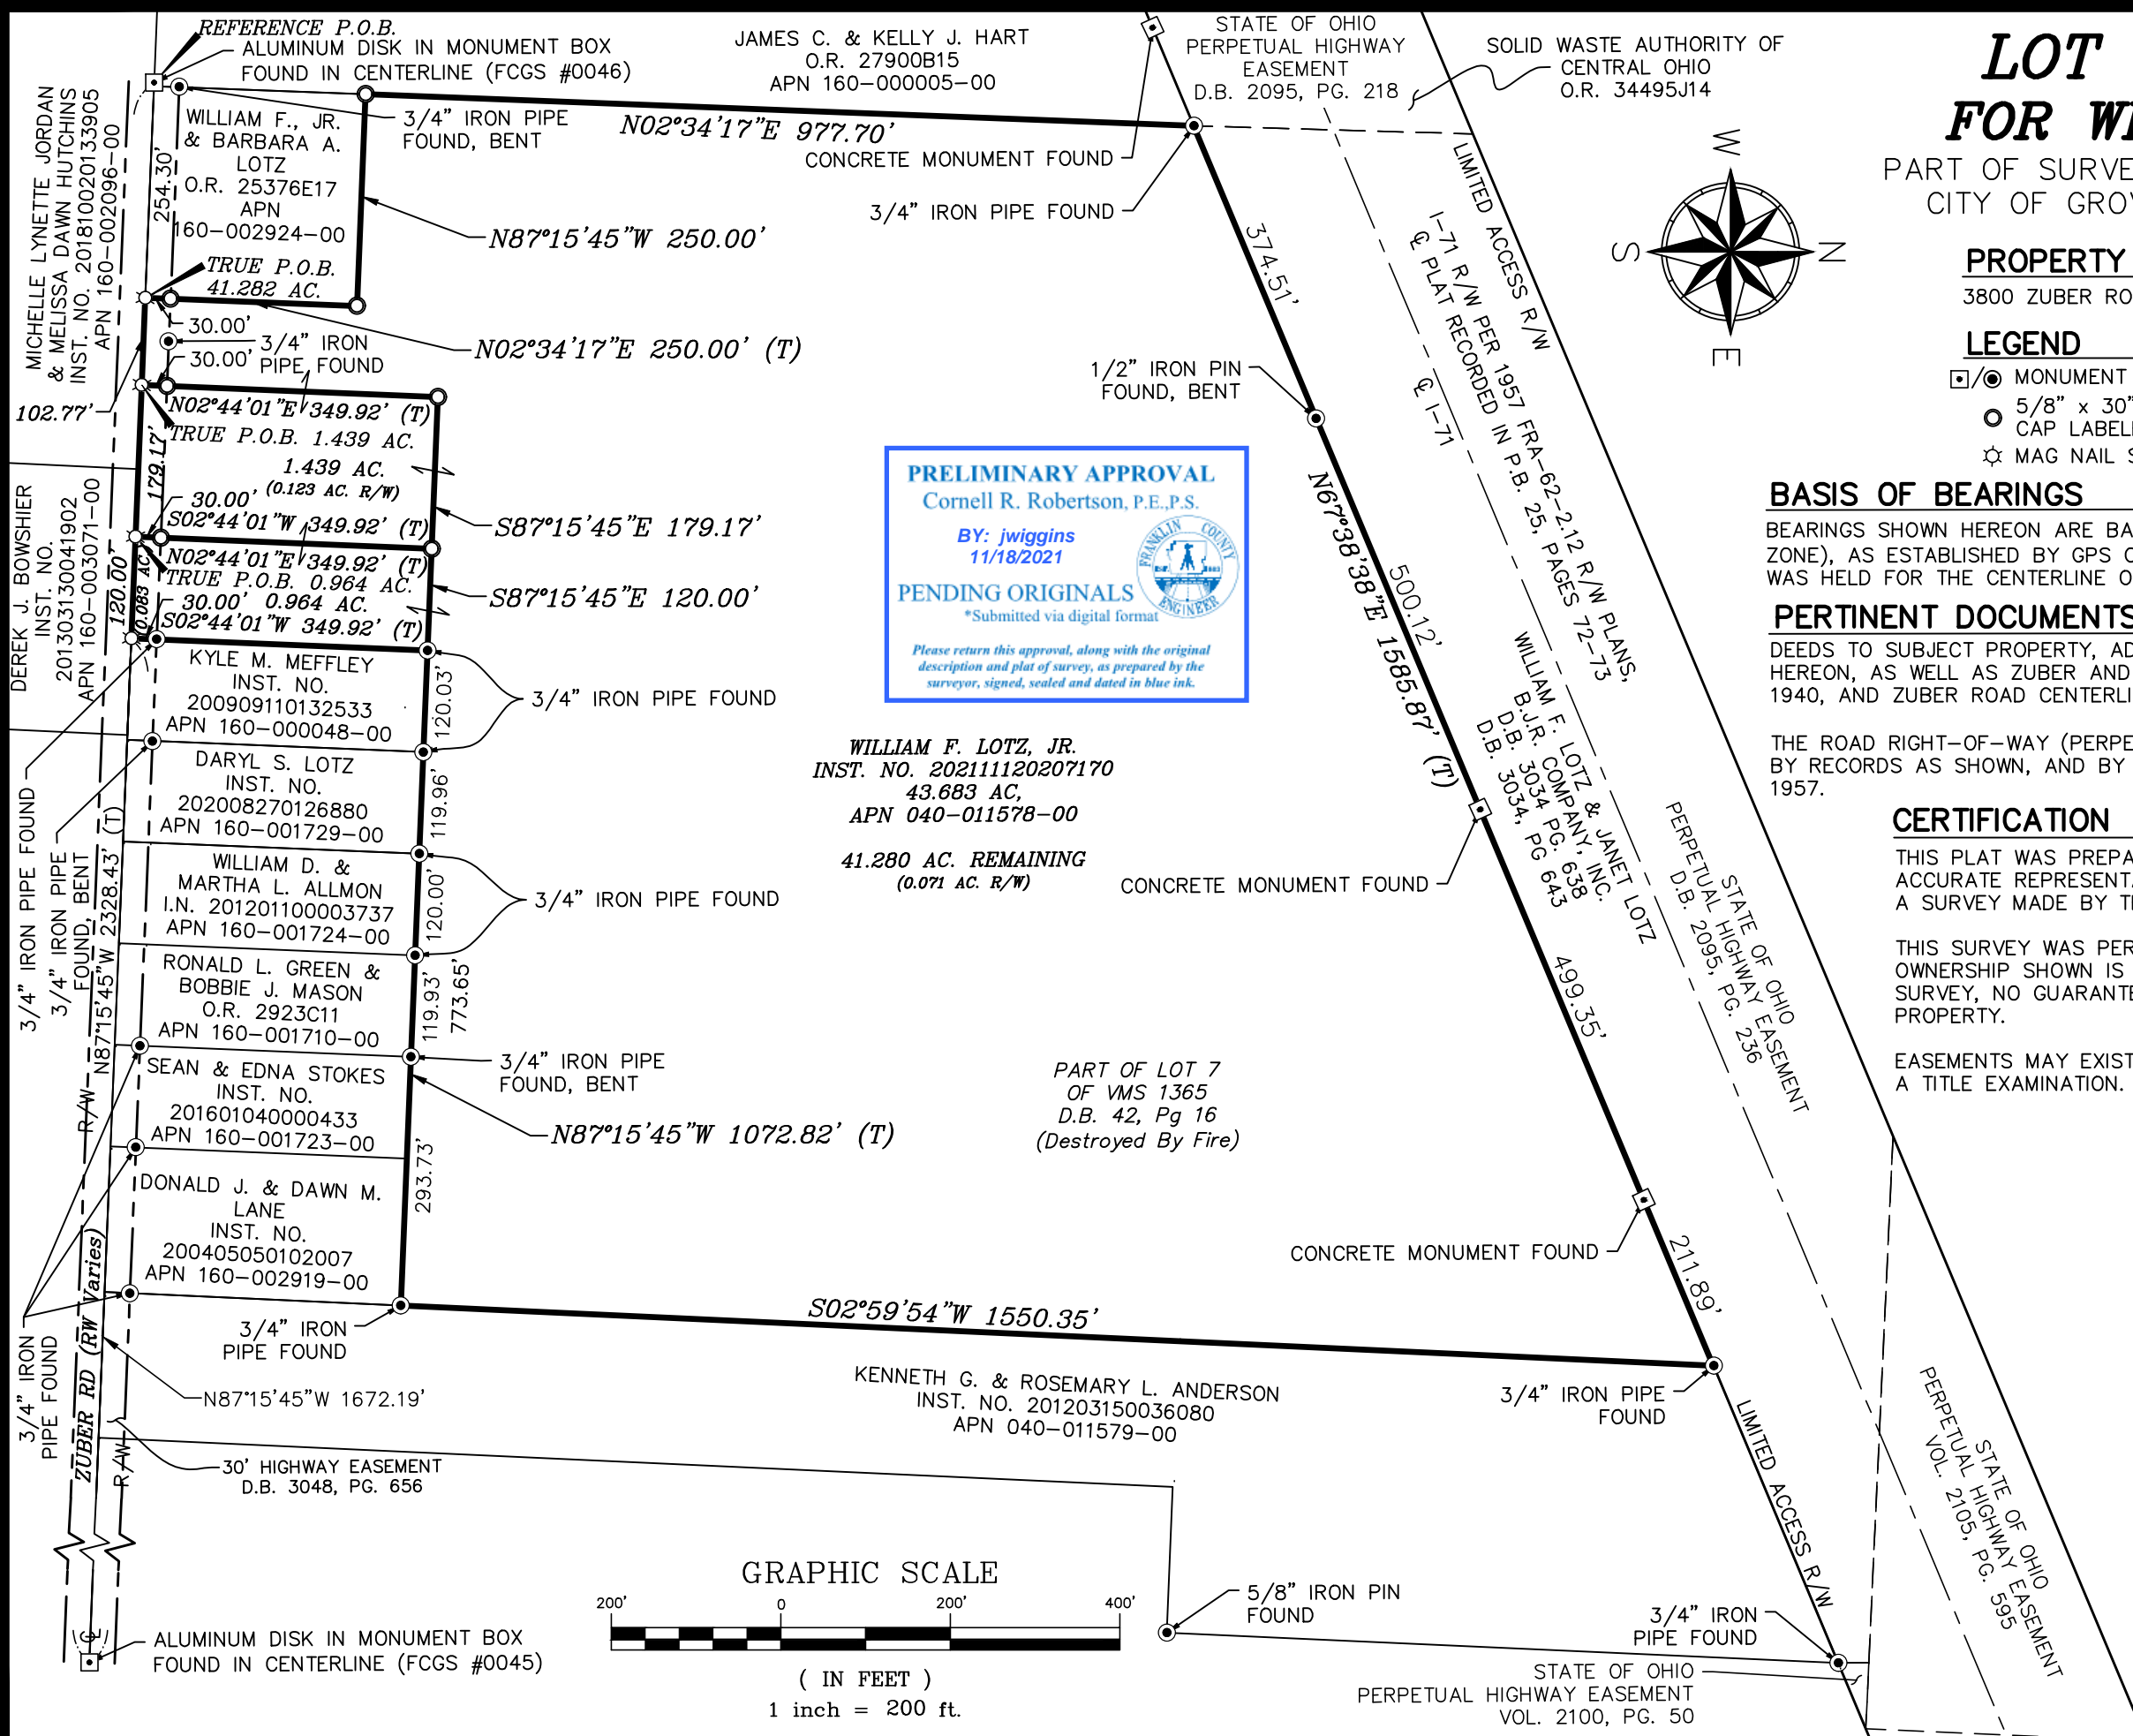 REFERENCE P.O.B.
ALUMINUM DISK IN MONUMENT BOX
FOUND IN CENTERLINE (FCGS #0046)
JAMES C. & KELLY J. HART
O.R. 27900B15
APN 160-000005-00
STATE OF OHIO
PERPETUAL HIGHWAY
EASEMENT
D.B. 2095, PG. 218
SOLID WASTE AUTHORITY OF
CENTRAL OHIO
O.R. 34495J14
LOT
FOR WI
PART OF SURVE
CITY OF GROV
PROPERTY
3800 ZUBER RO
LEGEND
MONUMENT
5/8" x 30"
CAP LABELL
MAG NAIL S
W
S
N
E
MICHELLE LYNETTE JORDAN
& MELISSA DAWN HUTCHINS
INST. NO. 201810020133905
APN 160-002096-00
254.30'
WILLIAM F., JR.
& BARBARA A.
LOTZ
O.R. 25376E17
APN
160-002924-00
3/4" IRON PIPE
FOUND, BENT
N02°34'17"E 977.70'
CONCRETE MONUMENT FOUND
3/4" IRON PIPE FOUND
N87°15'45"W 250.00'
TRUE P.O.B.
41.282 AC.
30.00'
3/4" IRON
PIPE FOUND
30.00'
N02°34'17"E 250.00' (T)
102.77'
N02°44'01"E 349.92' (T)
TRUE P.O.B. 1.439 AC.
1.439 AC.
(0.123 AC. R/W)
179.17'
30.00'
S02°44'01"W 349.92' (T)
S87°15'45"E 179.17'
N02°44'01"E 349.92' (T)
TRUE P.O.B. 0.964 AC.
30.00' 0.964 AC.
S02°44'01"W 349.92' (T)
120.00'
0.083 AC.
S87°15'45"E 120.00'
DEREK J. BOWSHIER
INST. NO.
201303130041902
APN 160-003071-00
374.51'
1/2" IRON PIN
FOUND, BENT
LIMITED ACCESS R/W
I-71 R/W PER 1957 FRA-62-2.12 R/W PLANS,
℄ PLAT RECORDED IN P.B. 25, PAGES 72-73
℄ I-71
N67°38'38"E 1585.87' (T)
500.12'
PRELIMINARY APPROVAL
Cornell R. Robertson, P.E.,P.S.
BY: jwiggins
11/18/2021
PENDING ORIGINALS
*Submitted via digital format
FRANKLIN COUNTY
ENGINEER
Please return this approval, along with the original
description and plat of survey, as prepared by the
surveyor, signed, sealed and dated in blue ink.
BASIS OF BEARINGS
BEARINGS SHOWN HEREON ARE BA
ZONE), AS ESTABLISHED BY GPS O
WAS HELD FOR THE CENTERLINE O
PERTINENT DOCUMENTS
DEEDS TO SUBJECT PROPERTY, AD
HEREON, AS WELL AS ZUBER AND
1940, AND ZUBER ROAD CENTERLI
THE ROAD RIGHT-OF-WAY (PERPE
BY RECORDS AS SHOWN, AND BY
1957.
CERTIFICATION
THIS PLAT WAS PREPA
ACCURATE REPRESENTA
A SURVEY MADE BY TH
THIS SURVEY WAS PER
OWNERSHIP SHOWN IS
SURVEY, NO GUARANTE
PROPERTY.
EASEMENTS MAY EXIST
A TITLE EXAMINATION.
KYLE M. MEFFLEY
INST. NO.
200909110132533
APN 160-000048-00
120.03'
3/4" IRON PIPE FOUND
DARYL S. LOTZ
INST. NO.
202008270126880
APN 160-001729-00
119.96'
WILLIAM D. &
MARTHA L. ALLMON
I.N. 201201100003737
APN 160-001724-00
120.00'
3/4" IRON PIPE FOUND
RONALD L. GREEN &
BOBBIE J. MASON
O.R. 2923C11
APN 160-001710-00
119.93'
773.65'
SEAN & EDNA STOKES
INST. NO.
201601040000433
APN 160-001723-00
3/4" IRON PIPE
FOUND, BENT
N87°15'45"W 1072.82' (T)
DONALD J. & DAWN M.
LANE
INST. NO.
200405050102007
APN 160-002919-00
293.73'
3/4" IRON PIPE FOUND
3/4" IRON PIPE
FOUND, BENT
N87°15'45"W 2328.43' (T)
R/W
ZUBER RD (RW Varies)
3/4" IRON
PIPE FOUND
R/W
WILLIAM F. LOTZ, JR.
INST. NO. 202111120207170
43.683 AC,
APN 040-011578-00
41.280 AC. REMAINING
(0.071 AC. R/W)
CONCRETE MONUMENT FOUND
WILLIAM F. LOTZ & JANET LOTZ
B.J.R. COMPANY, INC.
D.B. 3034 PG. 638
D.B. 3034, PG 643
STATE OF OHIO
PERPETUAL HIGHWAY EASEMENT
D.B. 2095, PG. 236
499.35'
PART OF LOT 7
OF VMS 1365
D.B. 42, Pg 16
(Destroyed By Fire)
CONCRETE MONUMENT FOUND
211.89'
3/4" IRON
PIPE FOUND
S02°59'54"W 1550.35'
N87°15'45"W 1672.19'
KENNETH G. & ROSEMARY L. ANDERSON
INST. NO. 201203150036080
APN 040-011579-00
3/4" IRON PIPE
FOUND
LIMITED ACCESS R/W
STATE OF OHIO
PERPETUAL HIGHWAY EASEMENT
VOL. 2105, PG. 595
30' HIGHWAY EASEMENT
D.B. 3048, PG. 656
GRAPHIC SCALE
200' 0 200' 400'
( IN FEET )
1 inch = 200 ft.
℄
ALUMINUM DISK IN MONUMENT BOX
FOUND IN CENTERLINE (FCGS #0045)
5/8" IRON PIN
FOUND
3/4" IRON
PIPE FOUND
STATE OF OHIO
PERPETUAL HIGHWAY EASEMENT
VOL. 2100, PG. 50